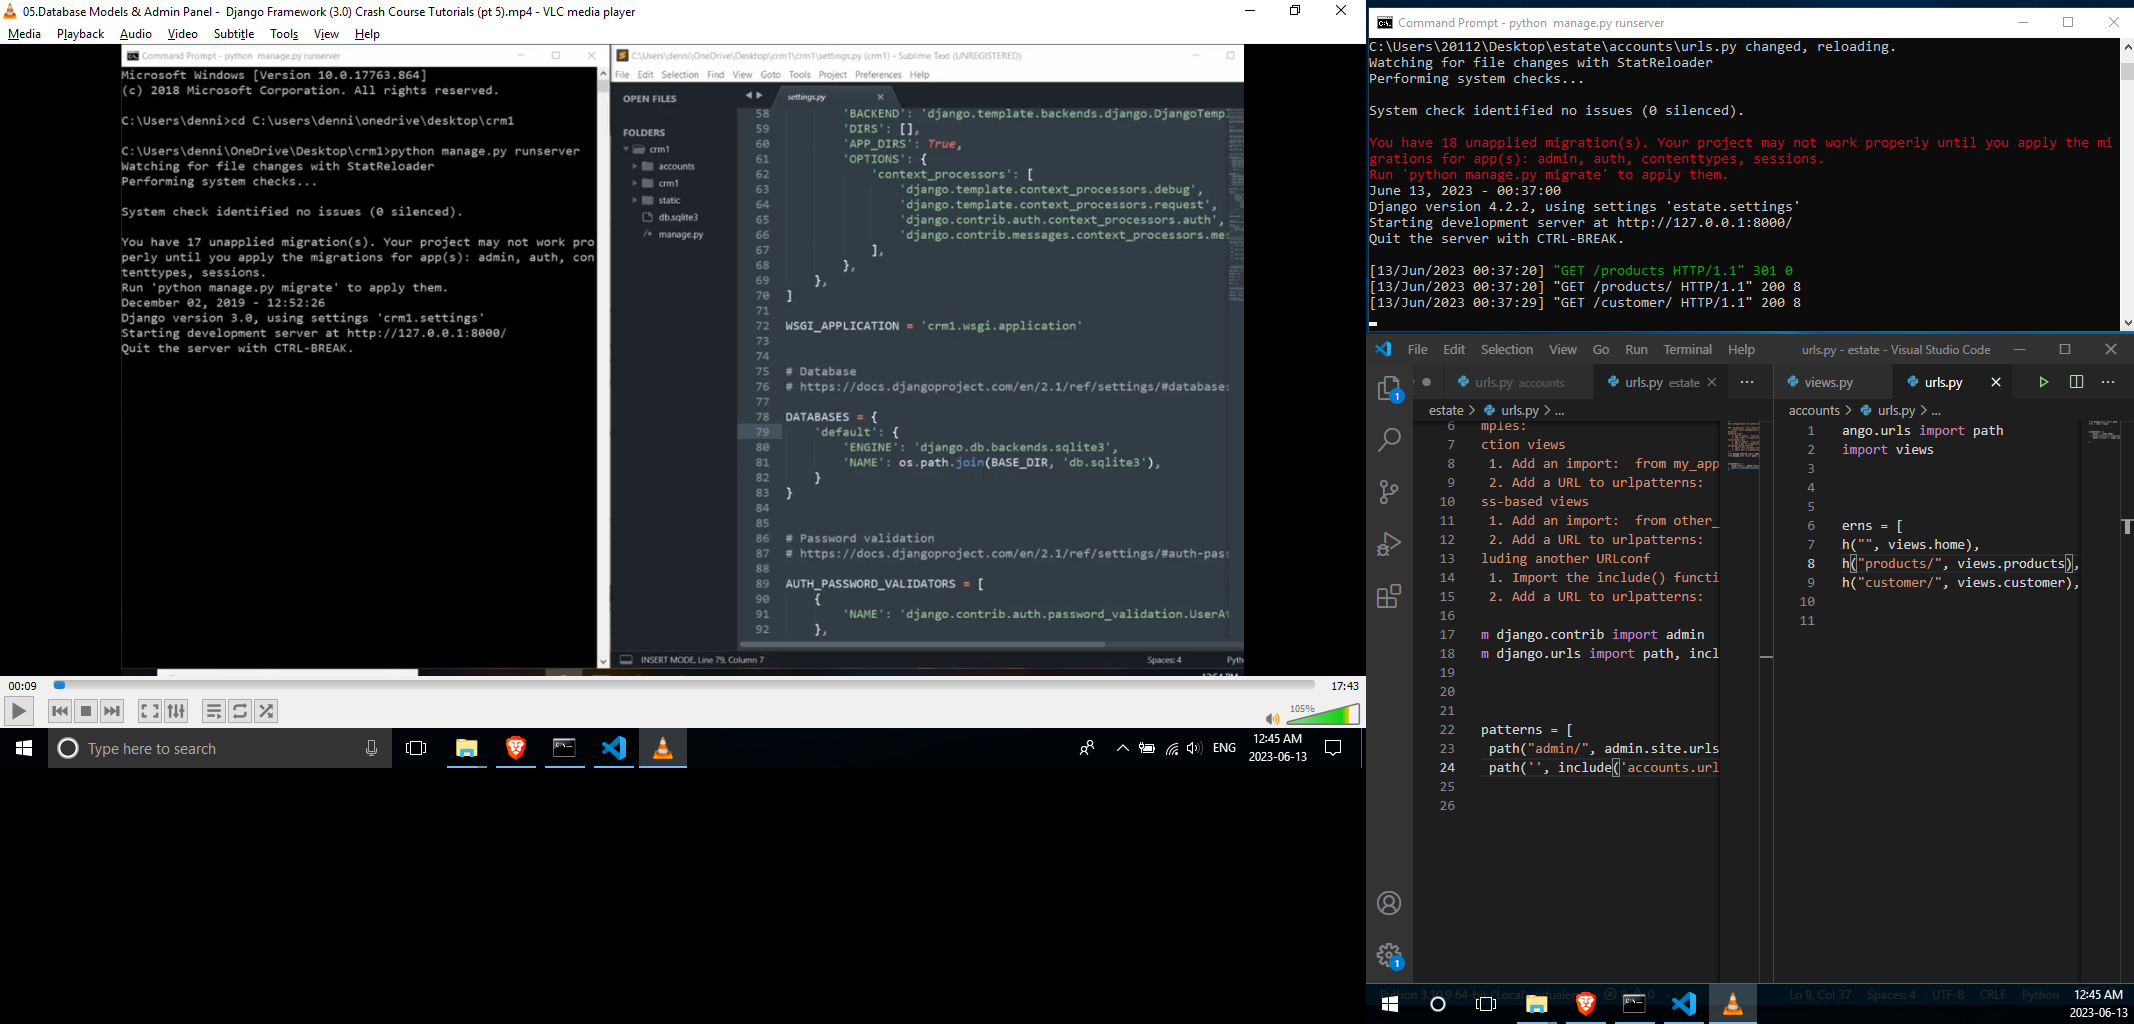 05.Database Models & Admin Panel -  Django Framework (3.0) Crash Course Tutorials (pt 5).mp4 - VLC media player
Media Playback Audio Video Subtitle Tools View Help
Command Prompt - python  manage.py runserver
Microsoft Windows [Version 10.0.17763.864]
(c) 2018 Microsoft Corporation. All rights reserved.
C:\Users\denni>cd C:\users\denni\onedrive\desktop\crm1
C:\Users\denni\OneDrive\Desktop\crm1>python manage.py runserver
Watching for file changes with StatReloader
Performing system checks...
System check identified no issues (0 silenced).
You have 17 unapplied migration(s). Your project may not work pro
perly until you apply the migrations for app(s): admin, auth, con
tenttypes, sessions.
Run 'python manage.py migrate' to apply them.
December 02, 2019 - 12:52:26
Django version 3.0, using settings 'crm1.settings'
Starting development server at http://127.0.0.1:8000/
Quit the server with CTRL-BREAK.
C:\Users\denni\OneDrive\Desktop\crm1\crm1\settings.py (crm1) - Sublime Text (UNREGISTERED)
File Edit Selection Find View Goto Tools Project Preferences Help
OPEN FILES
FOLDERS
crm1
accounts
crm1
static
db.sqlite3
manage.py
settings.py
58 'BACKEND': 'django.template.backends.django.DjangoTempl
59 'DIRS': [],
60 'APP_DIRS': True,
61 'OPTIONS': {
62 'context_processors': [
63 'django.template.context_processors.debug',
64 'django.template.context_processors.request',
65 'django.contrib.auth.context_processors.auth',
66 'django.contrib.messages.context_processors.me
67 ],
68 },
69 },
70 ]
71
72 WSGI_APPLICATION = 'crm1.wsgi.application'
73
74
75 # Database
76 # https://docs.djangoproject.com/en/2.1/ref/settings/#databases
77
78 DATABASES = {
79 'default': {
80 'ENGINE': 'django.db.backends.sqlite3',
81 'NAME': os.path.join(BASE_DIR, 'db.sqlite3'),
82 }
83 }
84
85
86 # Password validation
87 # https://docs.djangoproject.com/en/2.1/ref/settings/#auth-pas
88
89 AUTH_PASSWORD_VALIDATORS = [
90 {
91 'NAME': 'django.contrib.auth.password_validation.UserA
92 },
INSERT MODE, Line 79, Column 7
Spaces: 4
Pyth
00:09
17:43
105%
Type here to search
ENG
12:45 AM
2023-06-13
Command Prompt - python  manage.py runserver
C:\Users\20112\Desktop\estate\accounts\urls.py changed, reloading.
Watching for file changes with StatReloader
Performing system checks...
System check identified no issues (0 silenced).
You have 18 unapplied migration(s). Your project may not work properly until you apply the mi
grations for app(s): admin, auth, contenttypes, sessions.
Run 'python manage.py migrate' to apply them.
June 13, 2023 - 00:37:00
Django version 4.2.2, using settings 'estate.settings'
Starting development server at http://127.0.0.1:8000/
Quit the server with CTRL-BREAK.
[13/Jun/2023 00:37:20] "GET /products HTTP/1.1" 301 0
[13/Jun/2023 00:37:20] "GET /products/ HTTP/1.1" 200 8
[13/Jun/2023 00:37:29] "GET /customer/ HTTP/1.1" 200 8
File Edit Selection View Go Run Terminal Help
urls.py - estate - Visual Studio Code
1
urls.py accounts
urls.py estate
estate > urls.py > ...
6 mples:
7 ction views
8 1. Add an import:  from my_app
9 2. Add a URL to urlpatterns:
10 ss-based views
11 1. Add an import:  from other_
12 2. Add a URL to urlpatterns:
13 luding another URLconf
14 1. Import the include() functi
15 2. Add a URL to urlpatterns:
16
17 m django.contrib import admin
18 m django.urls import path, incl
19
20
21
22 patterns = [
23 path("admin/", admin.site.urls
24 path('', include('accounts.url
25
26
views.py
urls.py
accounts > urls.py > ...
1 ango.urls import path
2 import views
3
4
5
6 erns = [
7 h("", views.home),
8 h("products/", views.products),
9 h("customer/", views.customer),
10
11
1
Ln 8, Col 37
Spaces: 4
UTF-8
CRLF
Python
12:45 AM
2023-06-13